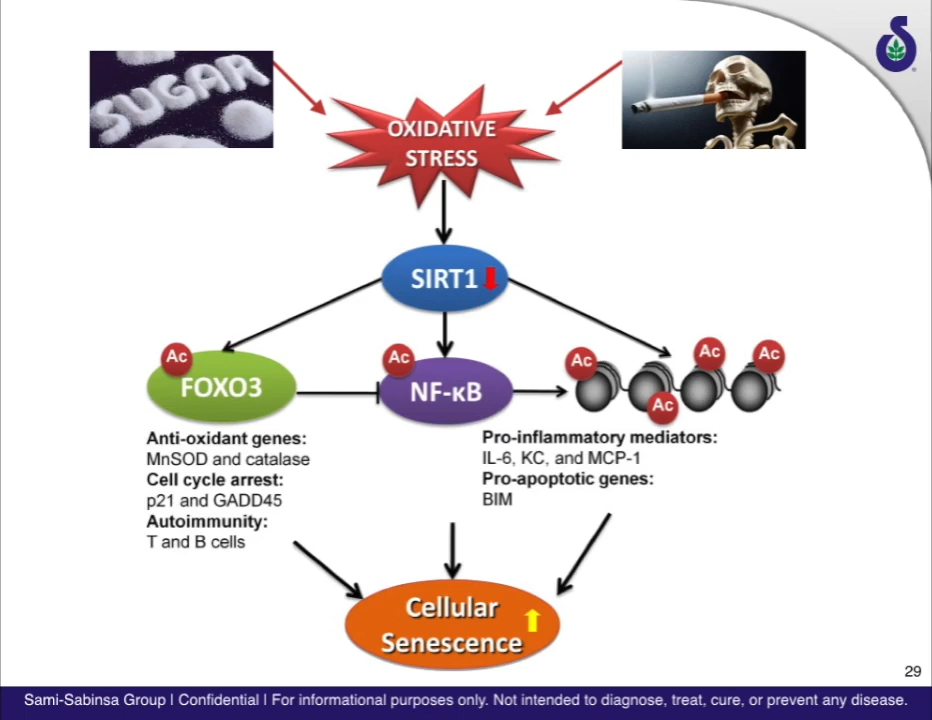 SUGAR
OXIDATIVE
STRESS
SIRT1
Ac
FOXO3
Ac
NF-κB
Ac
Ac
Ac
Ac
Anti-oxidant genes:
MnSOD and catalase
Cell cycle arrest:
p21 and GADD45
Autoimmunity:
T and B cells
Pro-inflammatory mediators:
IL-6, KC, and MCP-1
Pro-apoptotic genes:
BIM
Cellular
Senescence
29
Sami-Sabinsa Group | Confidential | For informational purposes only. Not intended to diagnose, treat, cure, or prevent any disease.